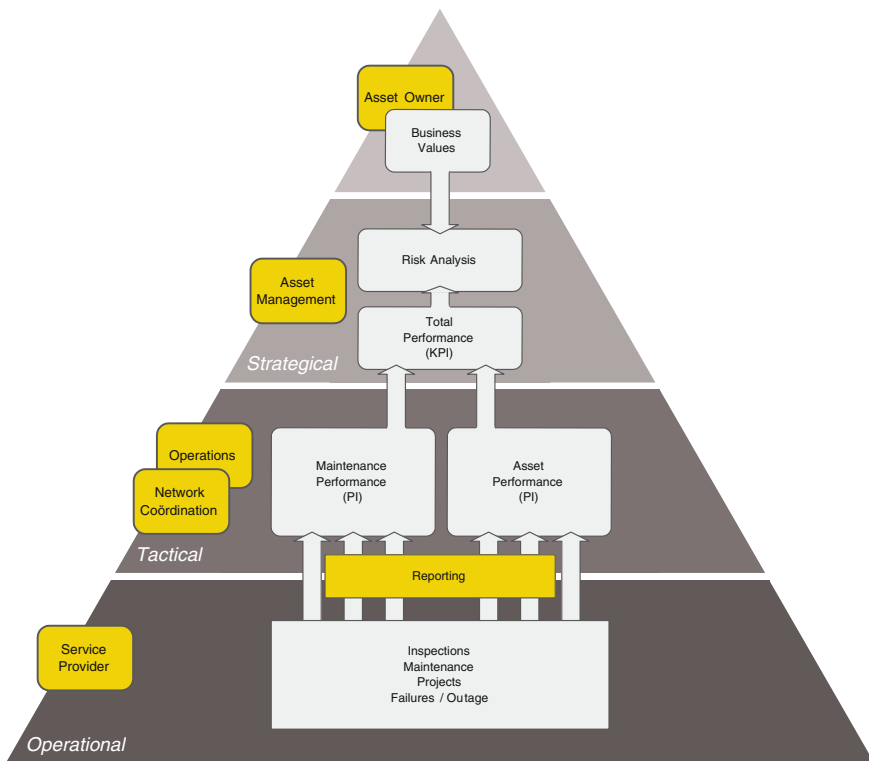 Asset Owner
Business
Values
Risk Analysis
Asset
Management
Total
Performance
(KPI)
Strategical
Operations
Network
Coördination
Maintenance
Performance
(PI)
Asset
Performance
(PI)
Tactical
Reporting
Service
Provider
Inspections
Maintenance
Projects
Failures / Outage
Operational